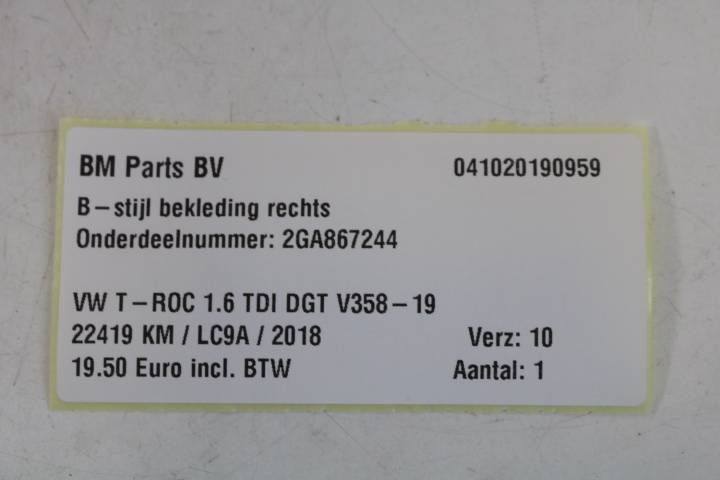 BM Parts BV 041020190959
B-stijl bekleding rechts
Onderdeelnummer: 2GA867244
VW T-ROC 1.6 TDI DGT V358-19
22419 KM / LC9A / 2018 Verz: 10
19.50 Euro incl. BTW Aantal: 1